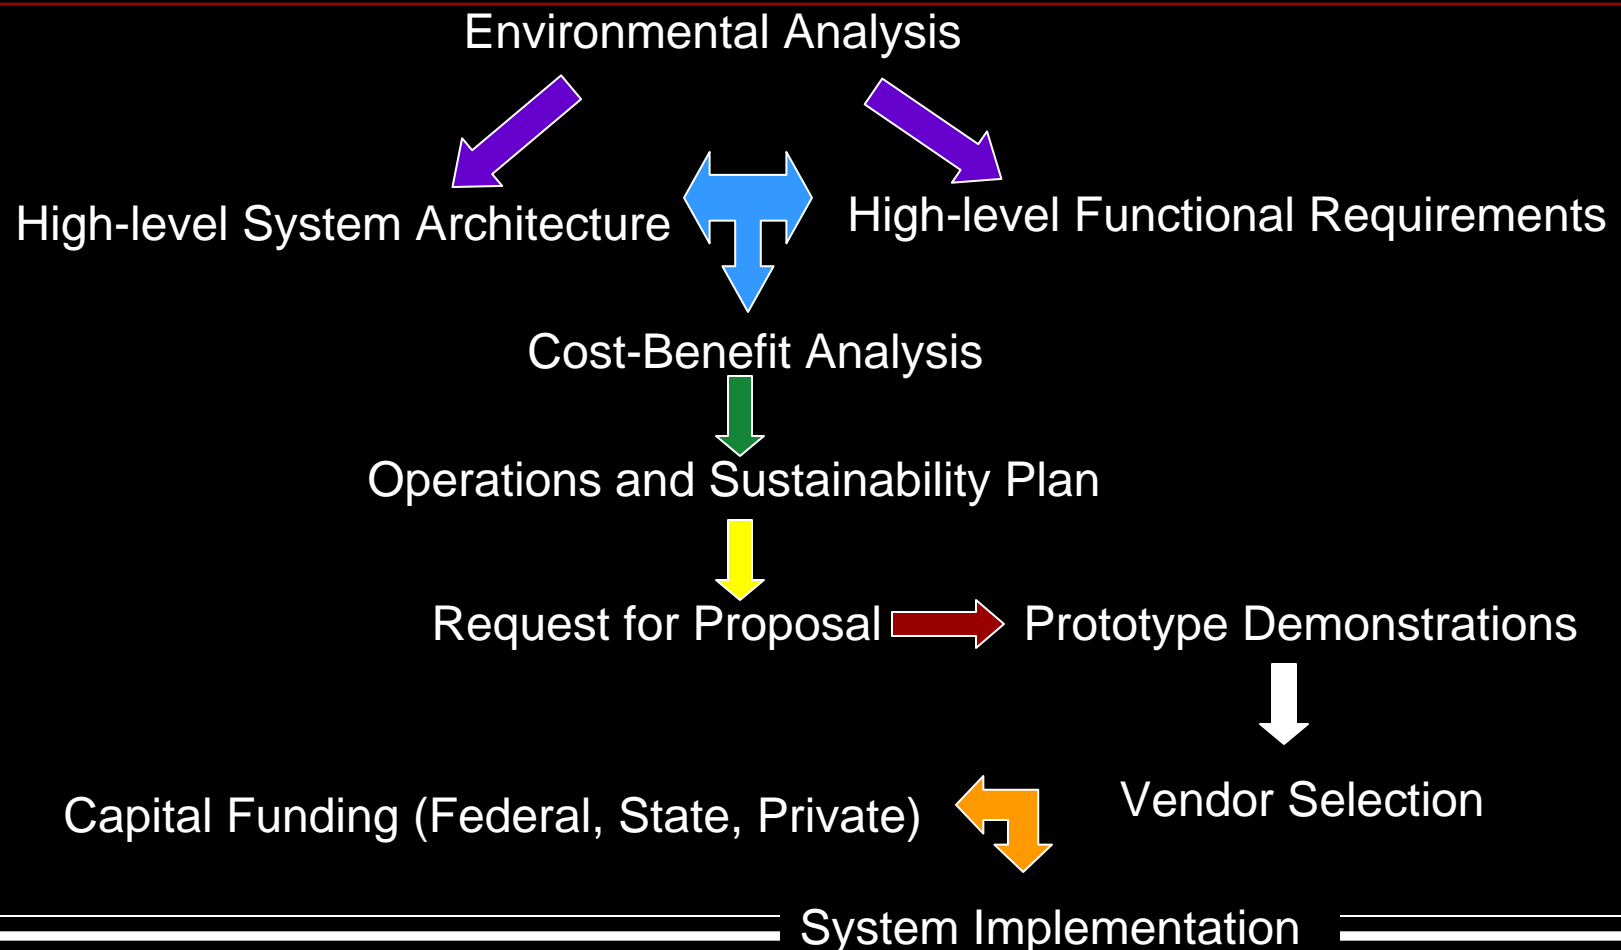 Environmental Analysis
High-level System Architecture
High-level Functional Requirements
Cost-Benefit Analysis
Operations and Sustainability Plan
Request for Proposal
Prototype Demonstrations
Vendor Selection
Capital Funding (Federal, State, Private)
System Implementation